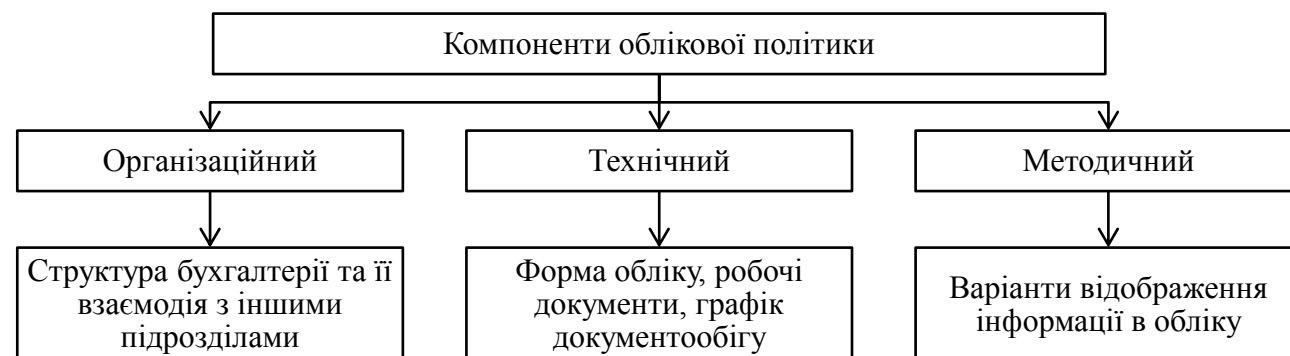 Компоненти облікової політики
Організаційний
Технічний
Методичний
Структура бухгалтерії та її
взаємодія з іншими
підрозділами
Форма обліку, робочі
документи, графік
документообігу
Варіанти відображення
інформації в обліку